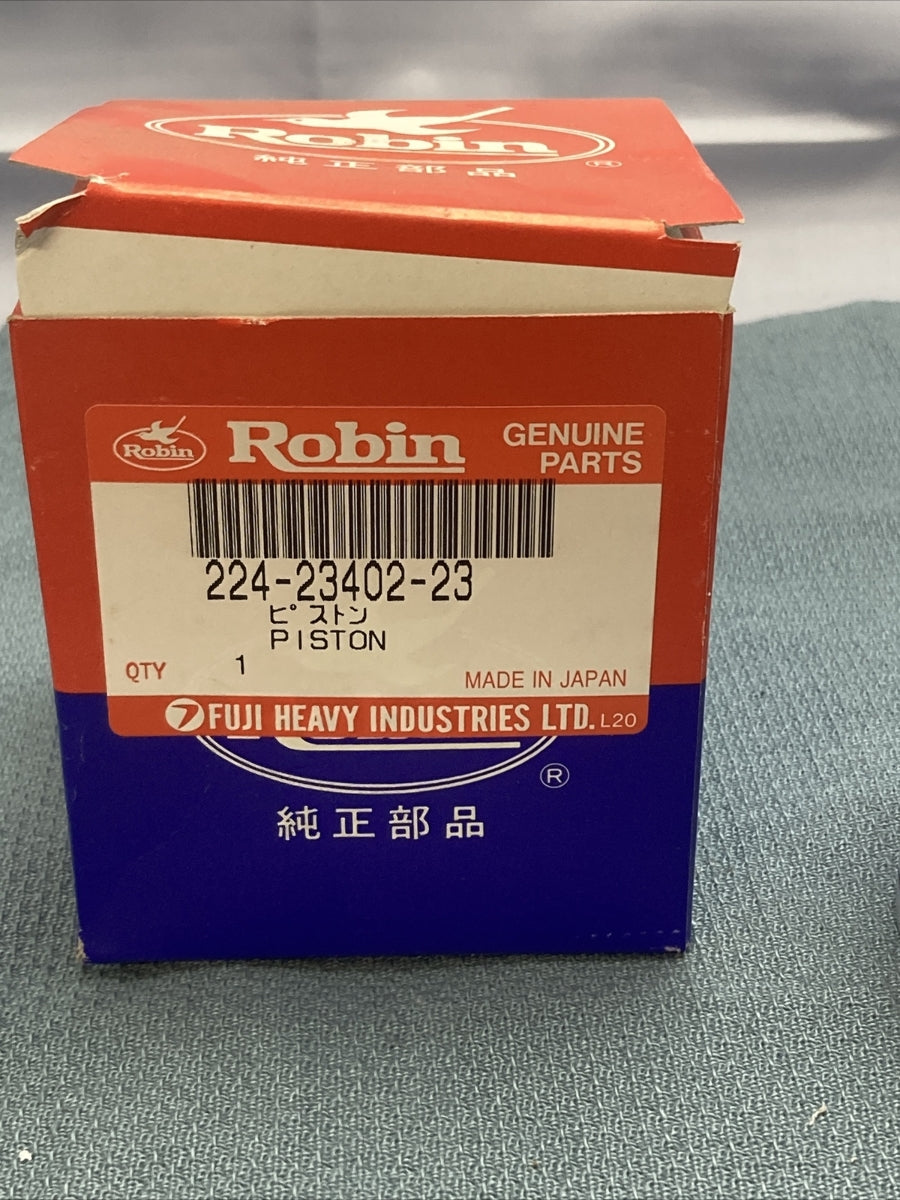 Robin
純正部品
®
Robin
Robin
GENUINE
PARTS
224-23402-23
ピストン
PISTON
QTY 1
MADE IN JAPAN
FUJI HEAVY INDUSTRIES LTD. L20
®
純正部品